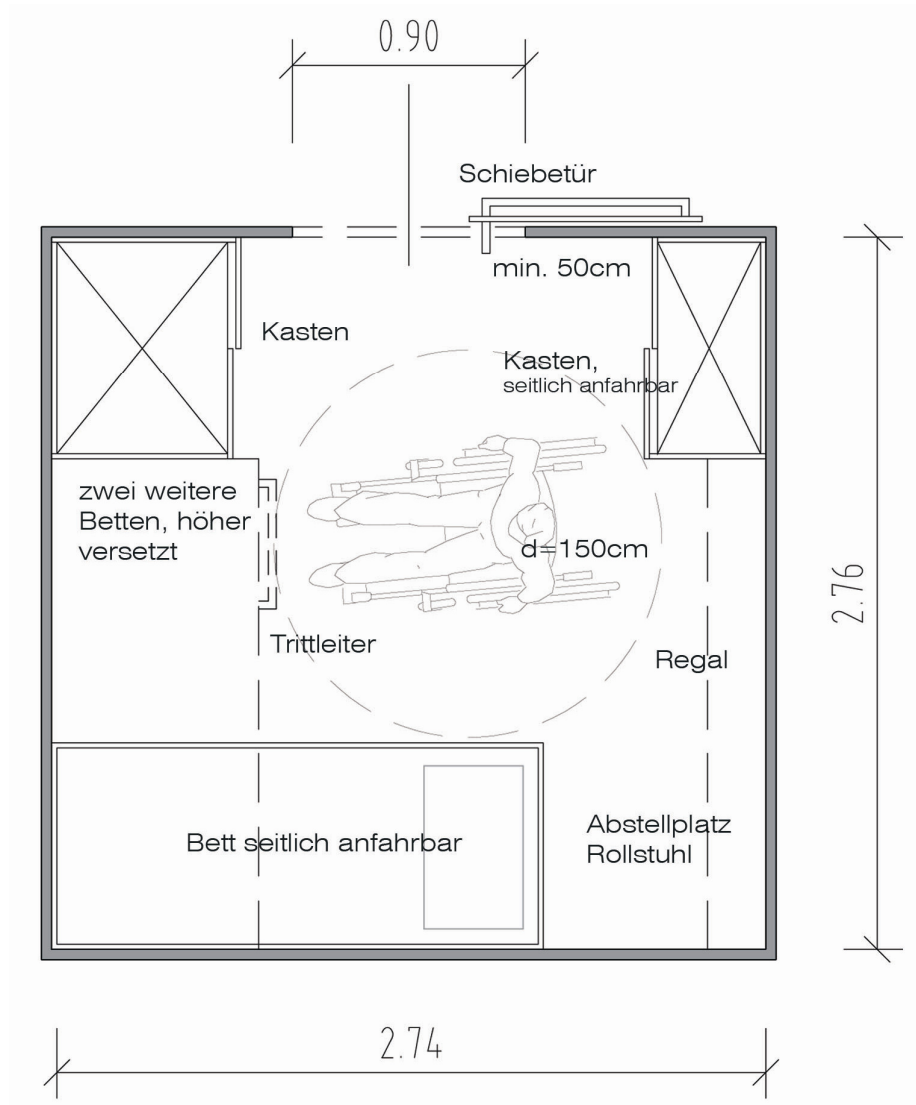 0.90
Schiebetür
min. 50cm
Kasten
Kasten,
seitlich anfahrbar
zwei weitere
Betten, höher
versetzt
d=150cm
2.76
Trittleiter
Regal
Bett seitlich anfahrbar
Abstellplatz
Rollstuhl
2.74